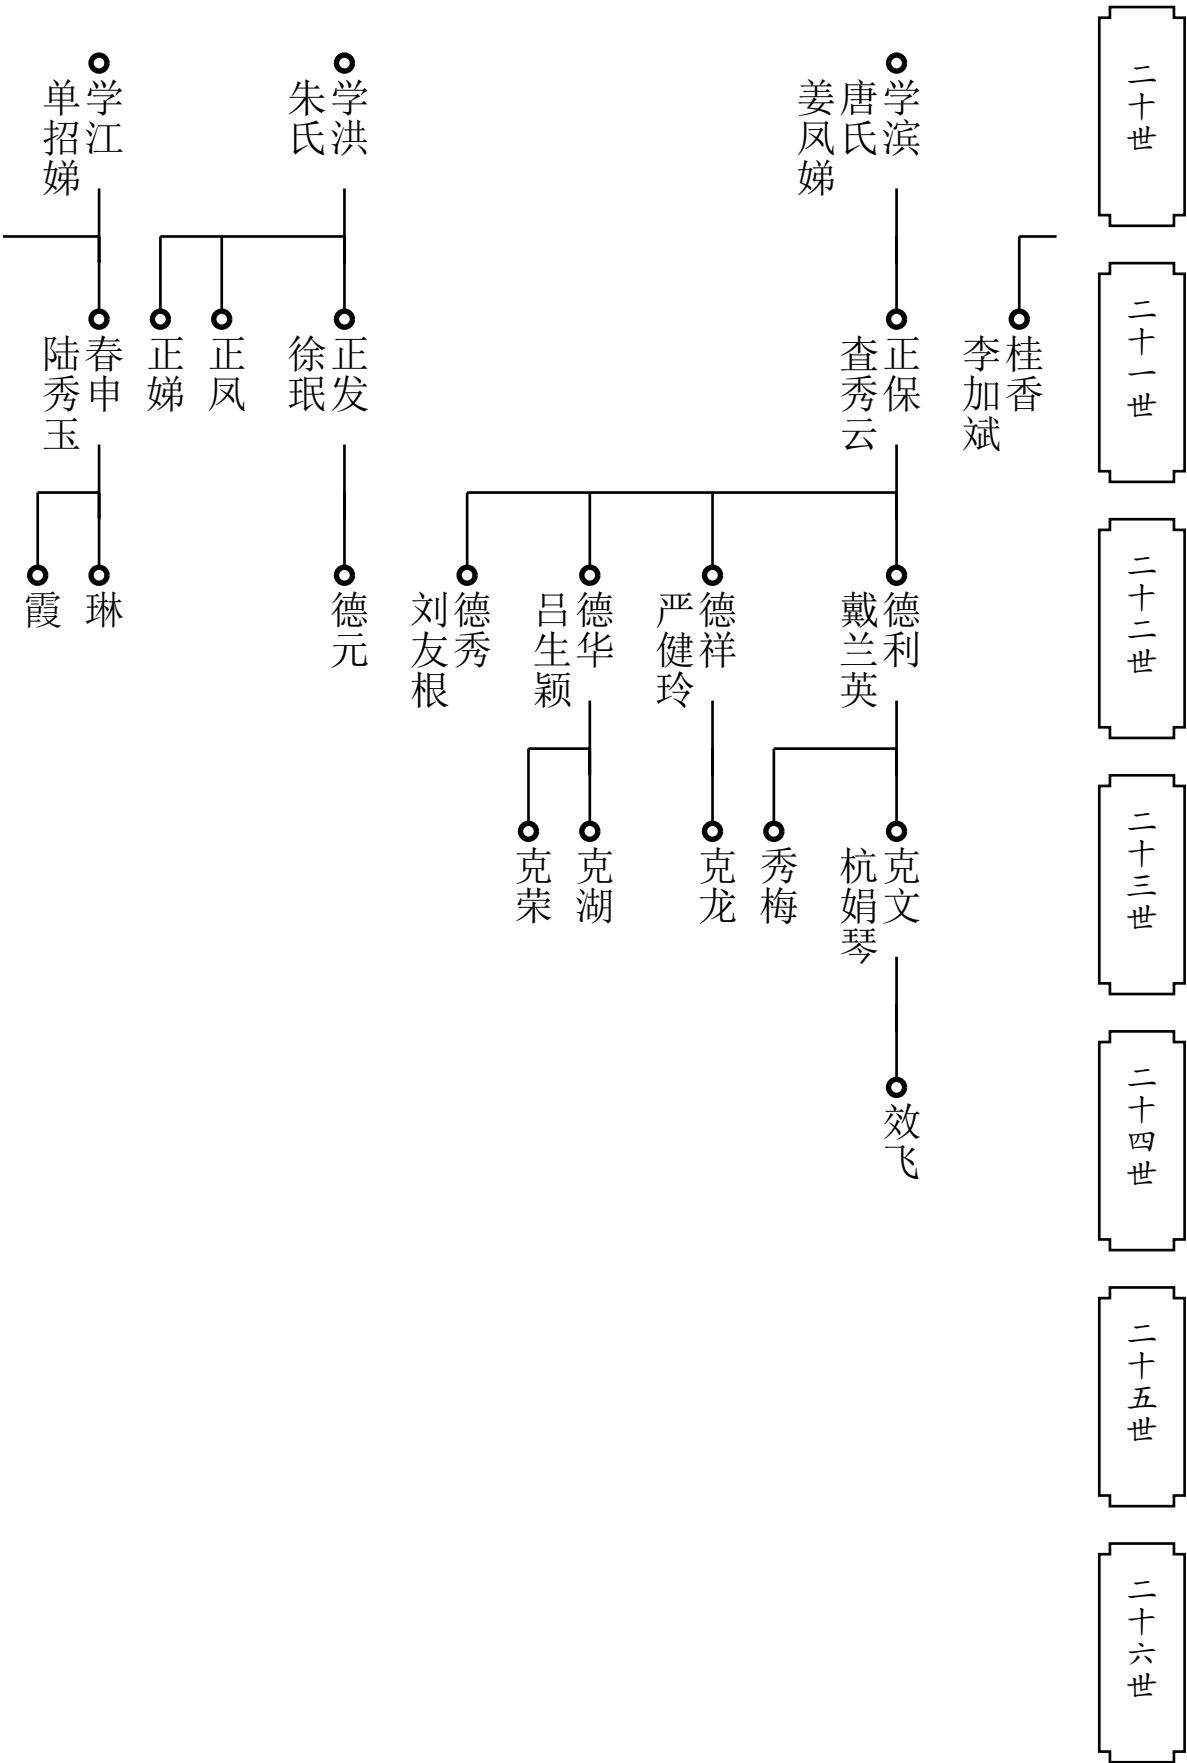 二十世
二十一世
二十二世
二十三世
二十四世
二十五世
二十六世
桂香
李加斌
学滨
唐氏
姜凤娣
正保
查秀云
德利
戴兰英
克文
杭娟琴
效飞
秀梅
德祥
严健玲
克龙
德华
吕生颖
克湖
克荣
德秀
刘友根
学洪
朱氏
正发
徐珉
德元
正凤
正娣
学江
单招娣
春申
陆秀玉
琳
霞